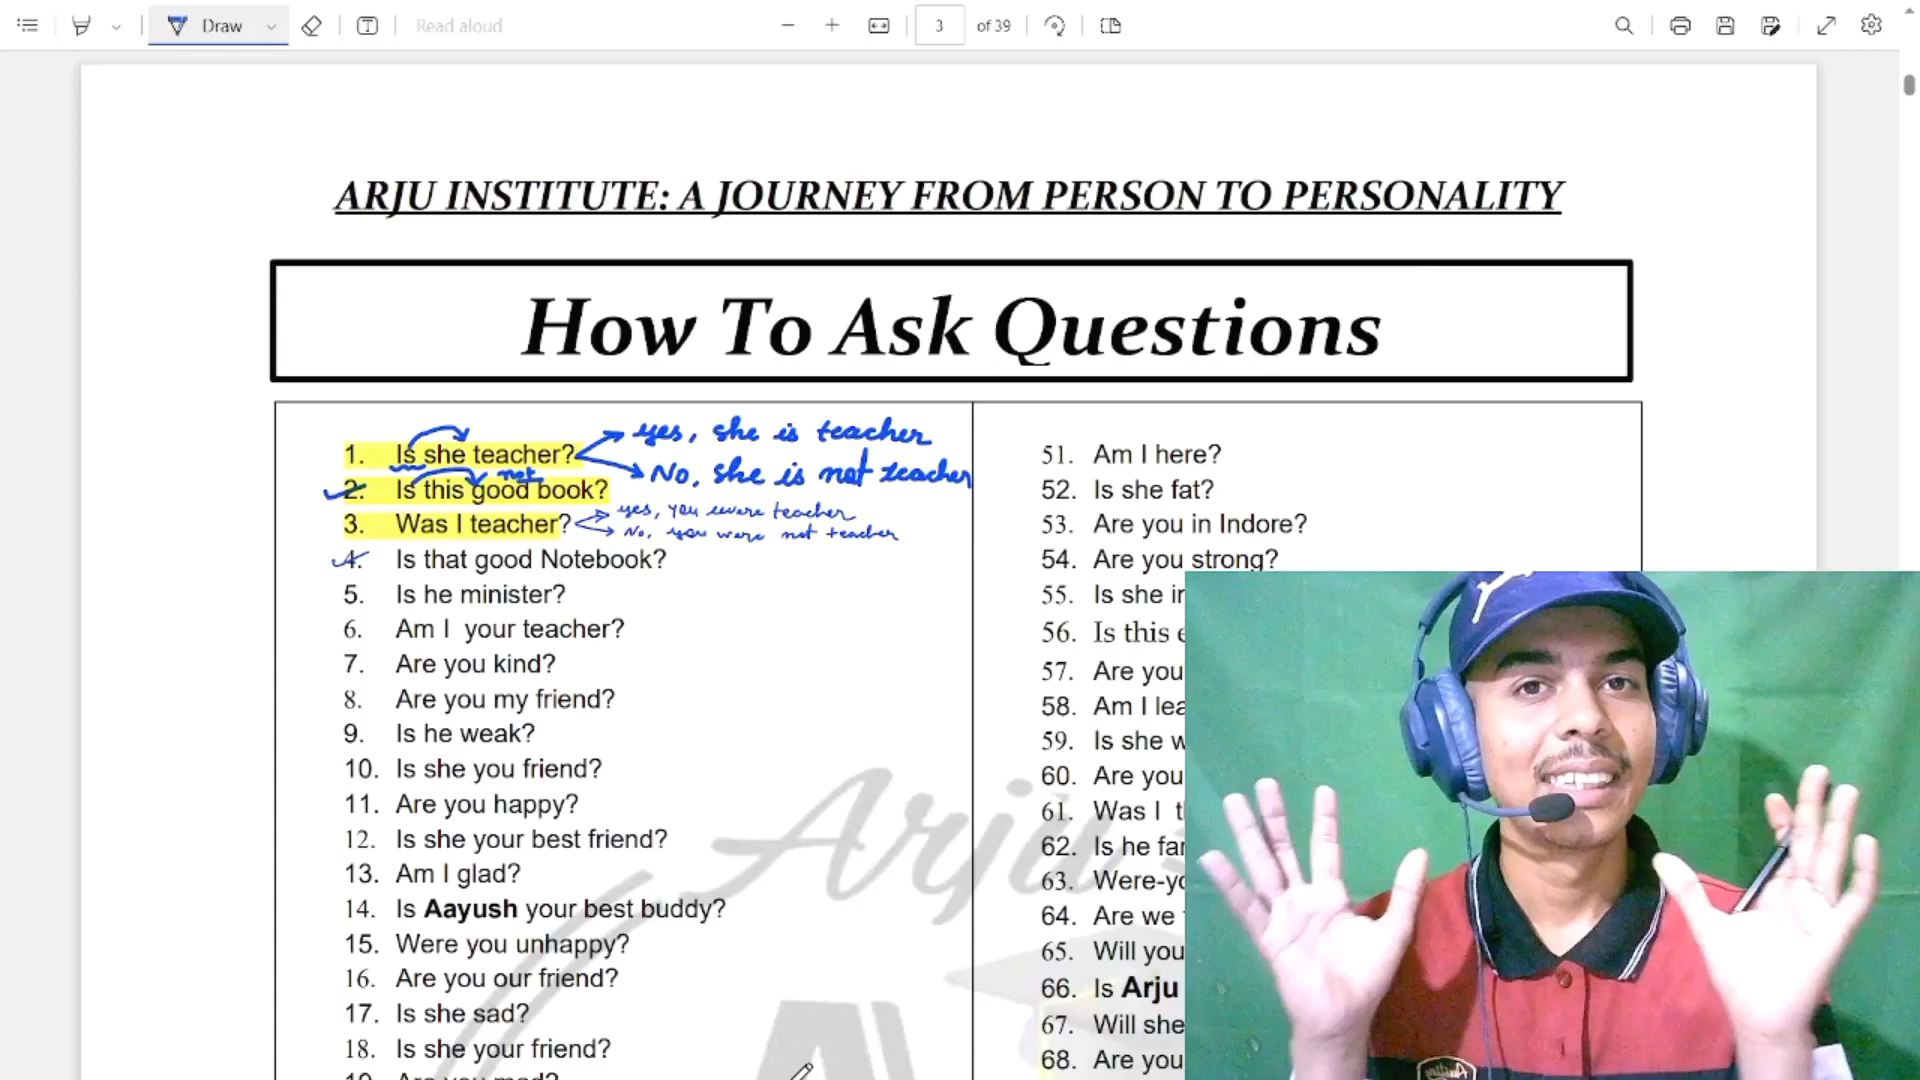 Draw
Read aloud
3 of 39
ARJU INSTITUTE: A JOURNEY FROM PERSON TO PERSONALITY
How To Ask Questions
yes, she is teacher
1. Is she teacher?
No, she is not teacher
not
2. Is this good book?
yes, you were teacher
3. Was I teacher?
No, you were not teacher
4. Is that good Notebook?
5. Is he minister?
6. Am I your teacher?
7. Are you kind?
8. Are you my friend?
9. Is he weak?
10. Is she you friend?
11. Are you happy?
12. Is she your best friend?
13. Am I glad?
14. Is Aayush your best buddy?
15. Were you unhappy?
16. Are you our friend?
17. Is she sad?
18. Is she your friend?
19. Are you mad?
51. Am I here?
52. Is she fat?
53. Are you in Indore?
54. Are you strong?
55. Is she
56. Is this
57. Are you
58. Am I
59. Is she
60. Are you
61. Was I
62. Is he
63.
64. Are we
65. Will you
66. Is Arju
67. Will she
68. Are you
Arju